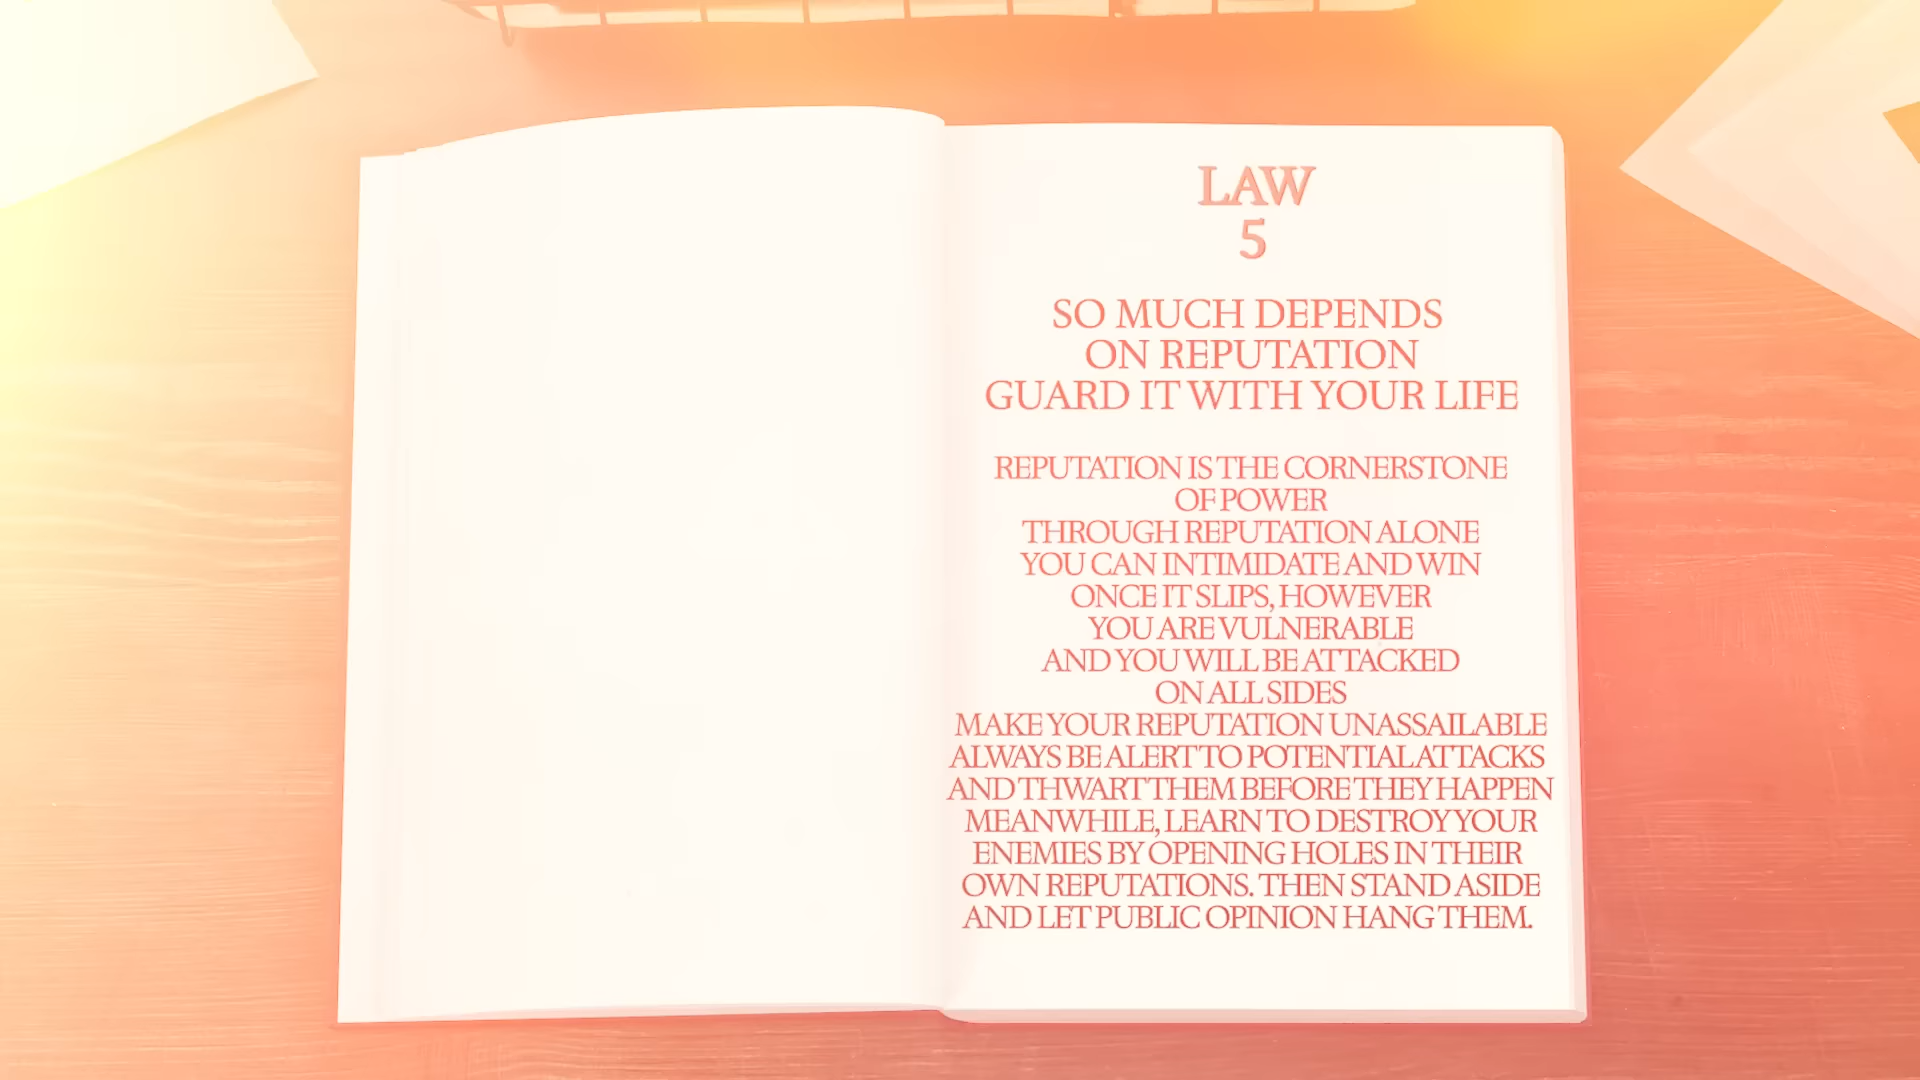 LAW
5
SO MUCH DEPENDS
ON REPUTATION
GUARD IT WITH YOUR LIFE
REPUTATION IS THE CORNERSTONE
OF POWER
THROUGH REPUTATION ALONE
YOU CAN INTIMIDATE AND WIN
ONCE IT SLIPS, HOWEVER
YOU ARE VULNERABLE
AND YOU WILL BE ATTACKED
ON ALL SIDES
MAKE YOUR REPUTATION UNASSAILABLE
ALWAYS BE ALERT TO POTENTIAL ATTACKS
AND THWART THEM BEFORE THEY HAPPEN
MEANWHILE, LEARN TO DESTROY YOUR
ENEMIES BY OPENING HOLES IN THEIR
OWN REPUTATIONS. THEN STAND ASIDE
AND LET PUBLIC OPINION HANG THEM.